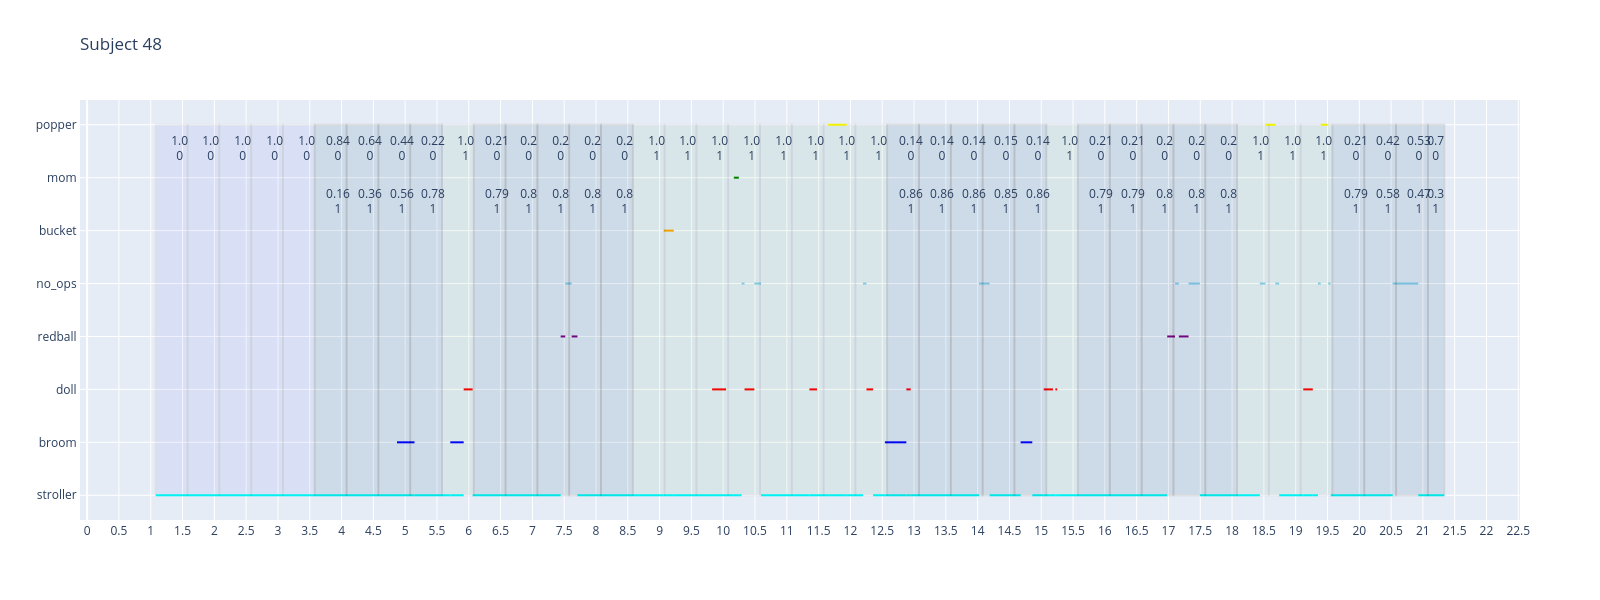 Subject 48
popper
1.0 1.0 1.0 1.0 1.0 0.84 0.64 0.44 0.22 1.0 0.21 0.2 0.2 0.2 0.2 1.0 1.0 1.0 1.0 1.0 1.0 1.0 1.0 0.14 0.14 0.14 0.15 0.14 1.0 0.21 0.21 0.2 0.2 0.2 1.0 1.0 1.0 0.21 0.42 0.53 0.7
0 0 0 0 0 0 0 0 0 1 0 0 0 0 0 1 1 1 1 1 1 1 1 0 0 0 0 0 1 0 0 0 0 0 1 1 1 0 0 0 0
mom
0.16 0.36 0.56 0.78 0.79 0.8 0.8 0.8 0.8 0.86 0.86 0.86 0.85 0.86 0.79 0.79 0.8 0.8 0.8 0.79 0.58 0.47 0.3
1 1 1 1 1 1 1 1 1 1 1 1 1 1 1 1 1 1 1 1 1 1 1
bucket
no_ops
redball
doll
broom
stroller
0 0.5 1 1.5 2 2.5 3 3.5 4 4.5 5 5.5 6 6.5 7 7.5 8 8.5 9 9.5 10 10.5 11 11.5 12 12.5 13 13.5 14 14.5 15 15.5 16 16.5 17 17.5 18 18.5 19 19.5 20 20.5 21 21.5 22 22.5